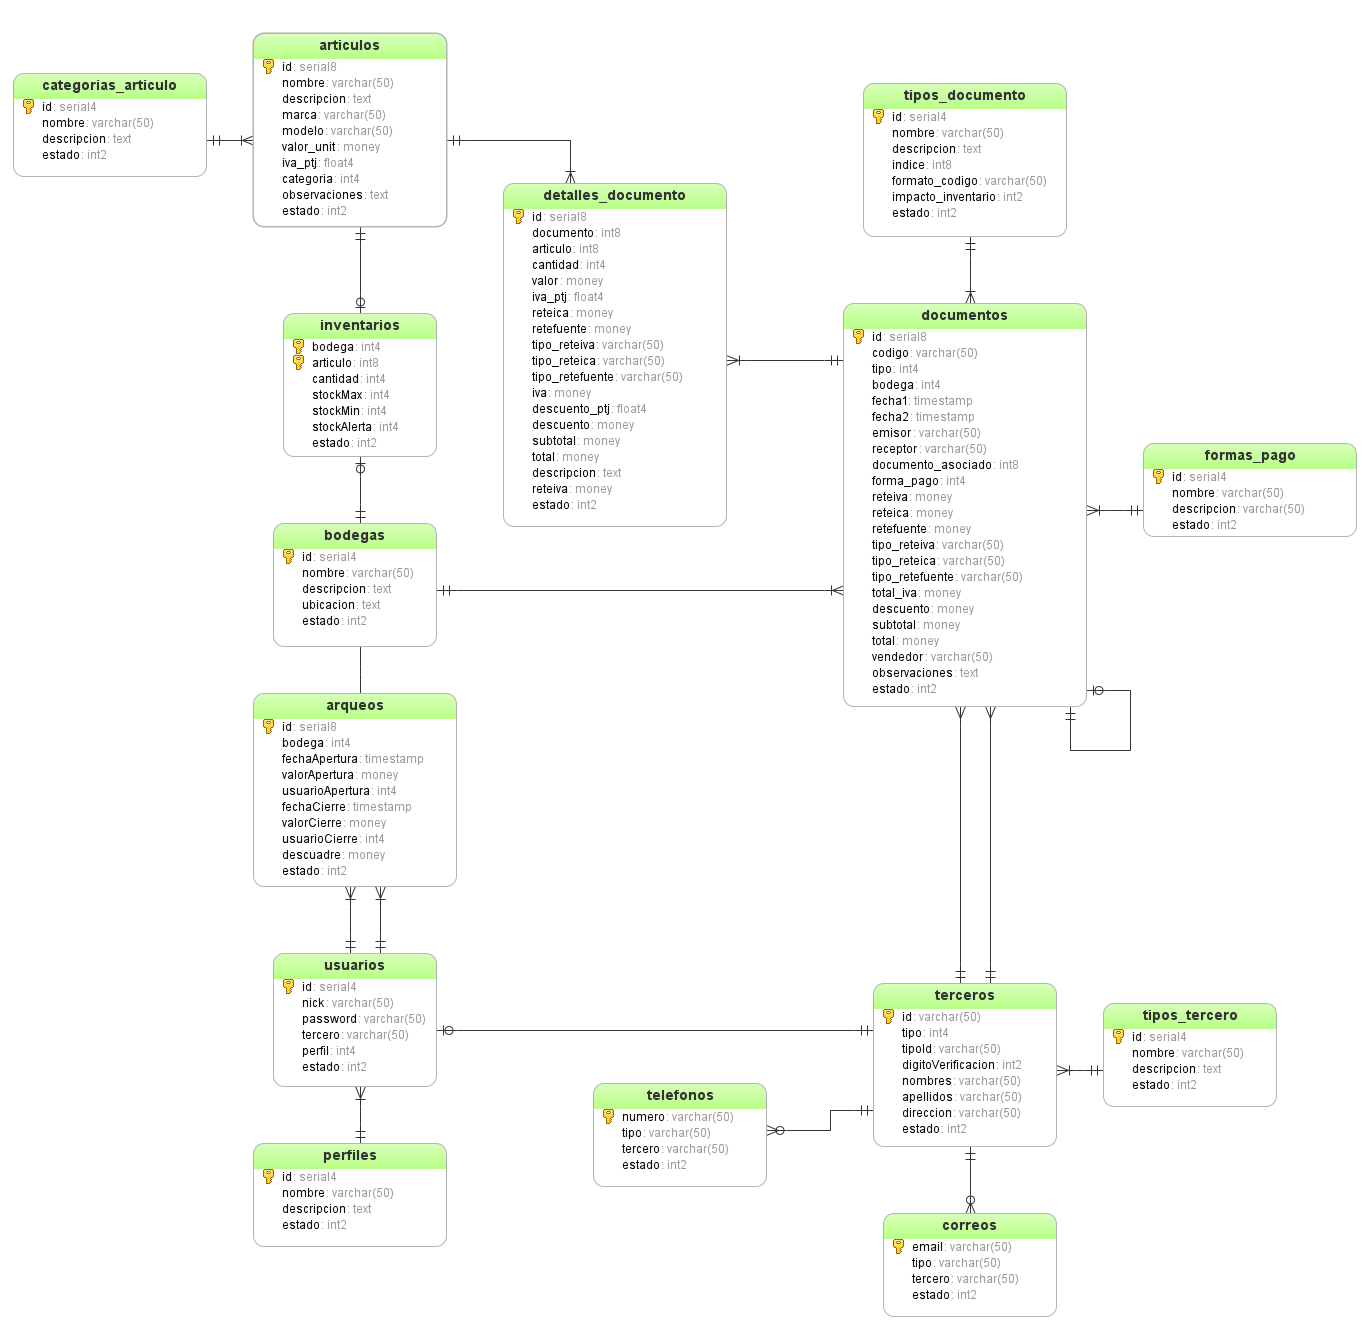 categorias_articulo
id: serial4
nombre: varchar(50)
descripcion: text
estado: int2
articulos
id: serial8
nombre: varchar(50)
descripcion: text
marca: varchar(50)
modelo: varchar(50)
valor_unit: money
iva_ptj: float4
categoria: int4
observaciones: text
estado: int2
detalles_documento
id: serial8
documento: int8
articulo: int8
cantidad: int4
valor: money
iva_ptj: float4
reteica: money
retefuente: money
tipo_reteiva: varchar(50)
tipo_reteica: varchar(50)
tipo_retefuente: varchar(50)
iva: money
descuento_ptj: float4
descuento: money
subtotal: money
total: money
descripcion: text
reteiva: money
estado: int2
tipos_documento
id: serial4
nombre: varchar(50)
descripcion: text
indice: int8
formato_codigo: varchar(50)
impacto_inventario: int2
estado: int2
inventarios
bodega: int4
articulo: int8
cantidad: int4
stockMax: int4
stockMin: int4
stockAlerta: int4
estado: int2
documentos
id: serial8
codigo: varchar(50)
tipo: int4
bodega: int4
fecha1: timestamp
fecha2: timestamp
emisor: varchar(50)
receptor: varchar(50)
documento_asociado: int8
forma_pago: int4
reteiva: money
reteica: money
retefuente: money
tipo_reteiva: varchar(50)
tipo_reteica: varchar(50)
tipo_retefuente: varchar(50)
total_iva: money
descuento: money
subtotal: money
total: money
vendedor: varchar(50)
observaciones: text
estado: int2
formas_pago
id: serial4
nombre: varchar(50)
descripcion: varchar(50)
estado: int2
bodegas
id: serial4
nombre: varchar(50)
descripcion: text
ubicacion: text
estado: int2
arqueos
id: serial8
bodega: int4
fechaApertura: timestamp
valorApertura: money
usuarioApertura: int4
fechaCierre: timestamp
valorCierre: money
usuarioCierre: int4
descuadre: money
estado: int2
usuarios
id: serial4
nick: varchar(50)
password: varchar(50)
tercero: varchar(50)
perfil: int4
estado: int2
terceros
id: varchar(50)
tipo: int4
tipoId: varchar(50)
digitoVerificacion: int2
nombres: varchar(50)
apellidos: varchar(50)
direccion: varchar(50)
estado: int2
tipos_tercero
id: serial4
nombre: varchar(50)
descripcion: text
estado: int2
telefonos
numero: varchar(50)
tipo: varchar(50)
tercero: varchar(50)
estado: int2
perfiles
id: serial4
nombre: varchar(50)
descripcion: text
estado: int2
correos
email: varchar(50)
tipo: varchar(50)
tercero: varchar(50)
estado: int2